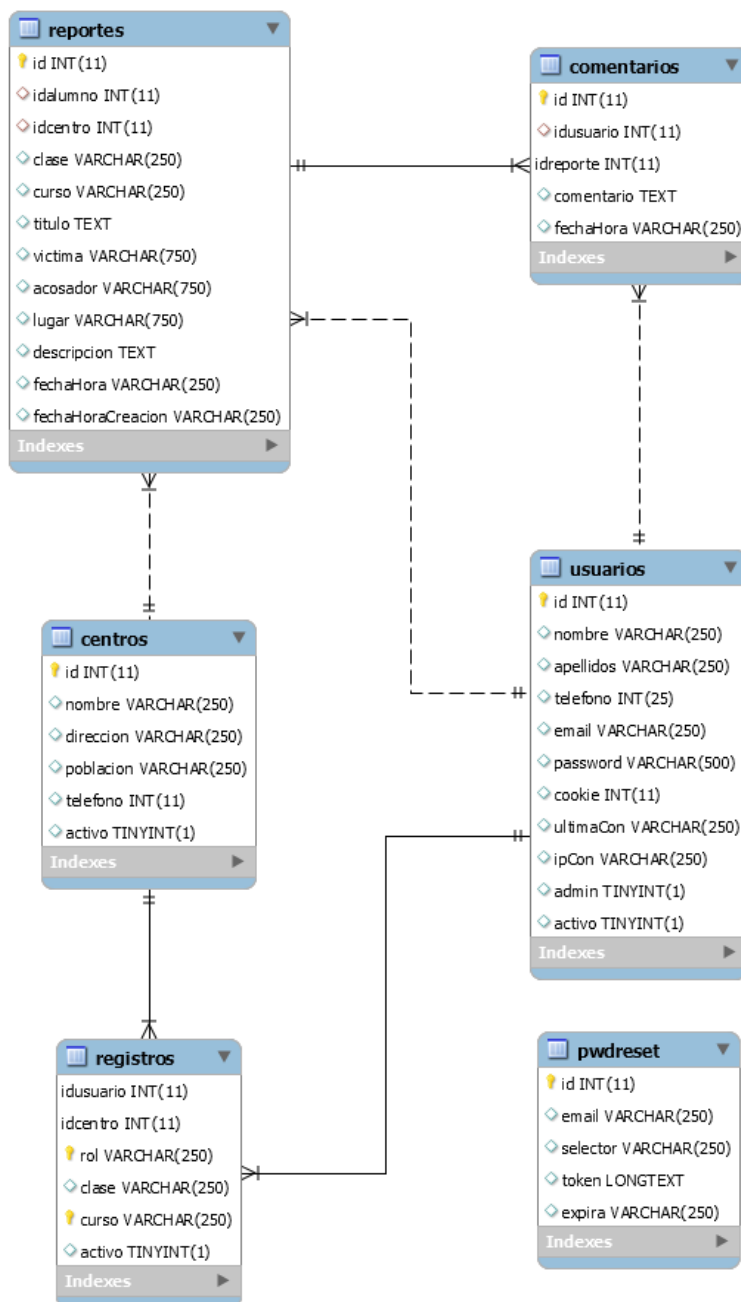 reportes
id INT(11)
idalumno INT(11)
idcentro INT(11)
clase VARCHAR(250)
curso VARCHAR(250)
titulo TEXT
victima VARCHAR(750)
acosador VARCHAR(750)
lugar VARCHAR(750)
descripcion TEXT
fechaHora VARCHAR(250)
fechaHoraCreacion VARCHAR(250)
Indexes
comentarios
id INT(11)
idusuario INT(11)
idreporte INT(11)
comentario TEXT
fechaHora VARCHAR(250)
Indexes
centros
id INT(11)
nombre VARCHAR(250)
direccion VARCHAR(250)
poblacion VARCHAR(250)
telefono INT(11)
activo TINYINT(1)
Indexes
usuarios
id INT(11)
nombre VARCHAR(250)
apellidos VARCHAR(250)
telefono INT(25)
email VARCHAR(250)
password VARCHAR(500)
cookie INT(11)
ultimaCon VARCHAR(250)
ipCon VARCHAR(250)
admin TINYINT(1)
activo TINYINT(1)
Indexes
registros
idusuario INT(11)
idcentro INT(11)
rol VARCHAR(250)
clase VARCHAR(250)
curso VARCHAR(250)
activo TINYINT(1)
Indexes
pwdreset
id INT(11)
email VARCHAR(250)
selector VARCHAR(250)
token LONGTEXT
expira VARCHAR(250)
Indexes